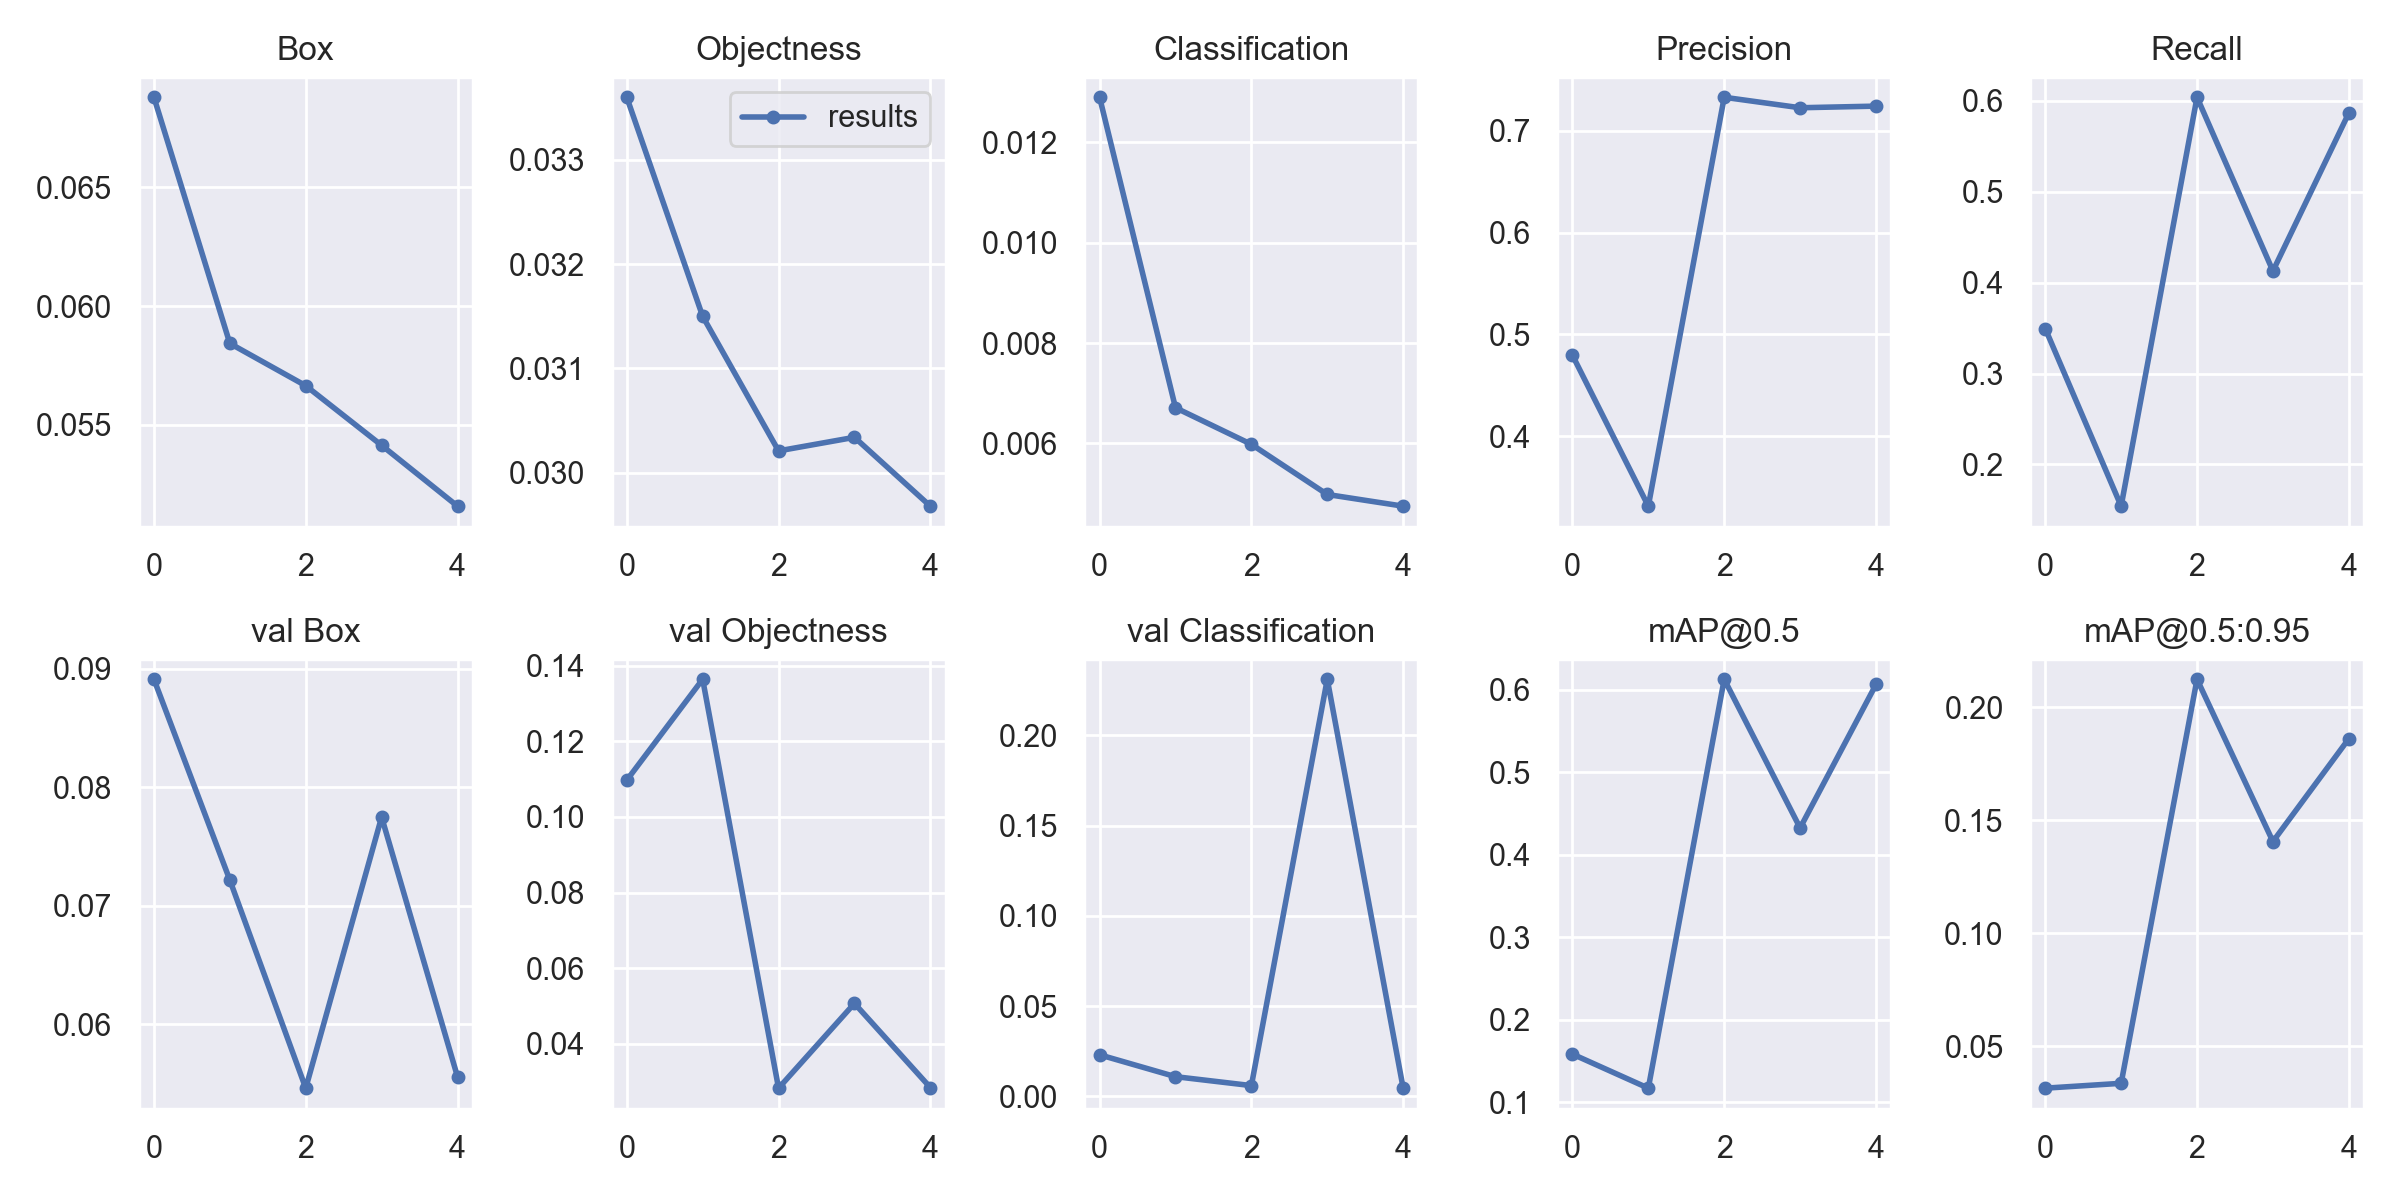 Box
Objectness
Classification
Precision
Recall
results
0.065
0.060
0.055
0 2 4
0.033
0.032
0.031
0.030
0 2 4
0.012
0.010
0.008
0.006
0 2 4
0.7
0.6
0.5
0.4
0 2 4
0.6
0.5
0.4
0.3
0.2
0 2 4
val Box
val Objectness
val Classification
mAP@0.5
mAP@0.5:0.95
0.09
0.08
0.07
0.06
0 2 4
0.14
0.12
0.10
0.08
0.06
0.04
0 2 4
0.20
0.15
0.10
0.05
0.00
0 2 4
0.6
0.5
0.4
0.3
0.2
0.1
0 2 4
0.20
0.15
0.10
0.05
0 2 4